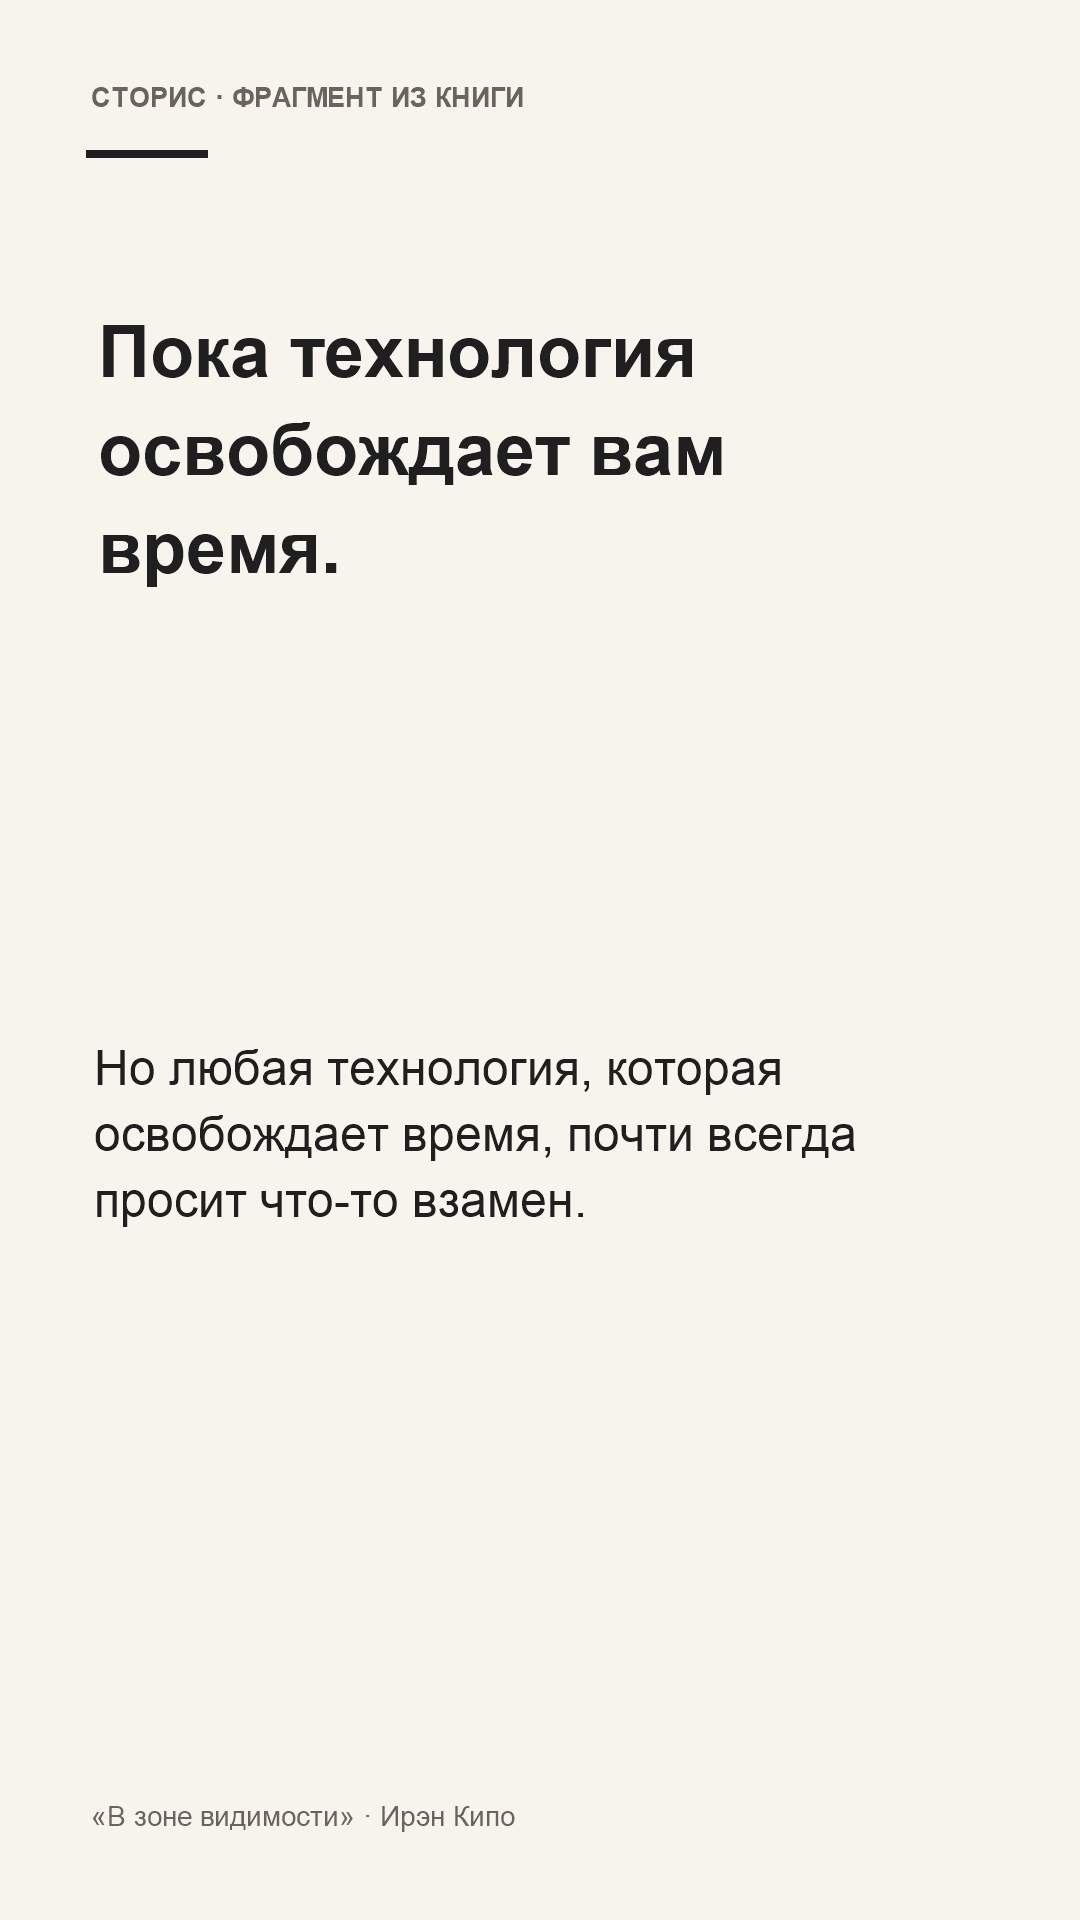 СТОРИС · ФРАГМЕНТ ИЗ КНИГИ
Пока технология
освобождает вам
время.
Но любая технология, которая
освобождает время, почти всегда
просит что-то взамен.
«В зоне видимости» · Ирэн Кипо